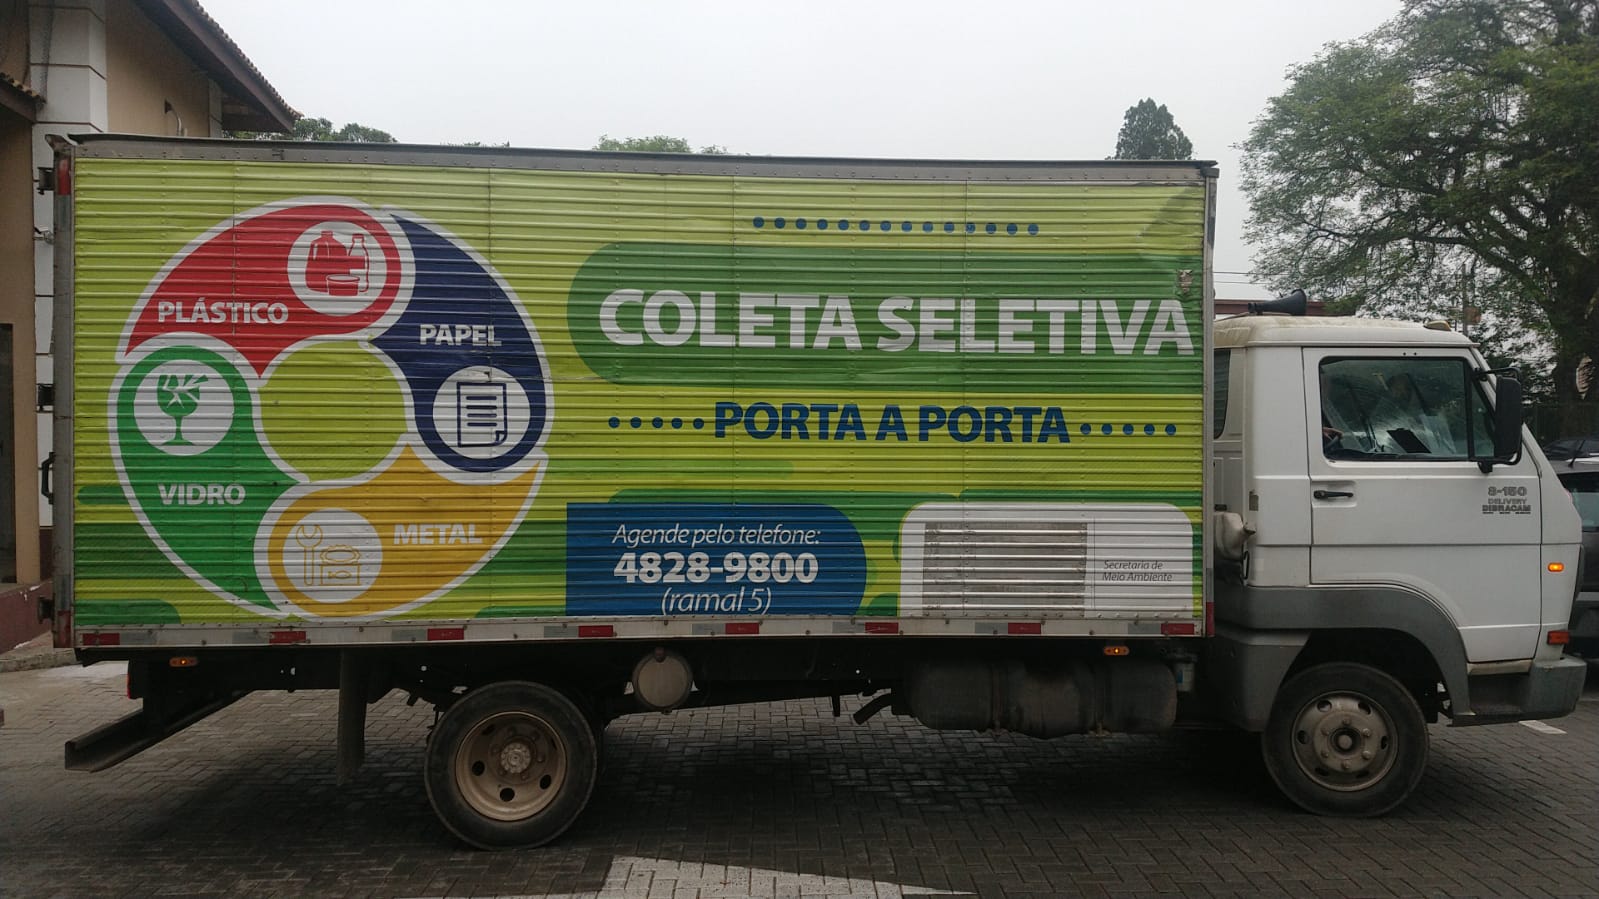 PLÁSTICO
PAPEL
VIDRO
METAL
COLETA SELETIVA
PORTA A PORTA
Agende pelo telefone:
4828-9800
(ramal 5)
Secretaria de
Meio Ambiente
8-150
DELIVERY
DIBRACAM